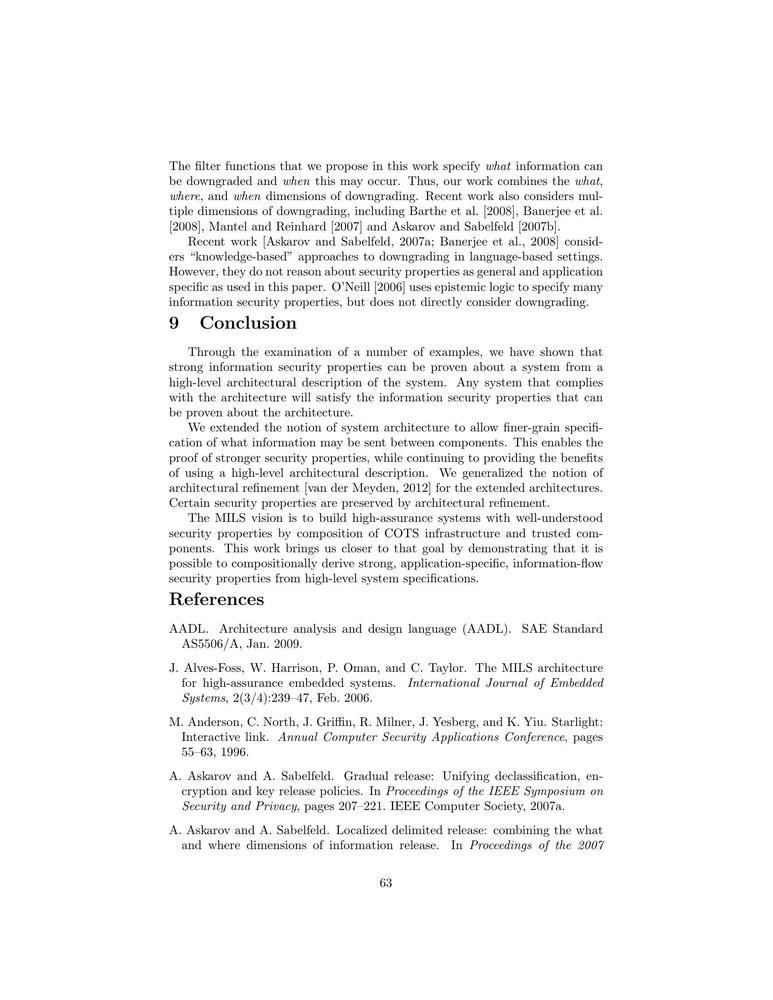 The filter functions that we propose in this work specify what information can
be downgraded and when this may occur. Thus, our work combines the what,
where, and when dimensions of downgrading. Recent work also considers mul-
tiple dimensions of downgrading, including Barthe et al. [2008], Banerjee et al.
[2008], Mantel and Reinhard [2007] and Askarov and Sabelfeld [2007b].
Recent work [Askarov and Sabelfeld, 2007a; Banerjee et al., 2008] consid-
ers “knowledge-based” approaches to downgrading in language-based settings.
However, they do not reason about security properties as general and application
specific as used in this paper. O’Neill [2006] uses epistemic logic to specify many
information security properties, but does not directly consider downgrading.
9 Conclusion
Through the examination of a number of examples, we have shown that
strong information security properties can be proven about a system from a
high-level architectural description of the system. Any system that complies
with the architecture will satisfy the information security properties that can
be proven about the architecture.
We extended the notion of system architecture to allow finer-grain specifi-
cation of what information may be sent between components. This enables the
proof of stronger security properties, while continuing to providing the benefits
of using a high-level architectural description. We generalized the notion of
architectural refinement [van der Meyden, 2012] for the extended architectures.
Certain security properties are preserved by architectural refinement.
The MILS vision is to build high-assurance systems with well-understood
security properties by composition of COTS infrastructure and trusted com-
ponents. This work brings us closer to that goal by demonstrating that it is
possible to compositionally derive strong, application-specific, information-flow
security properties from high-level system specifications.
References
AADL. Architecture analysis and design language (AADL). SAE Standard
AS5506/A, Jan. 2009.
J. Alves-Foss, W. Harrison, P. Oman, and C. Taylor. The MILS architecture
for high-assurance embedded systems. International Journal of Embedded
Systems, 2(3/4):239–47, Feb. 2006.
M. Anderson, C. North, J. Griffin, R. Milner, J. Yesberg, and K. Yiu. Starlight:
Interactive link. Annual Computer Security Applications Conference, pages
55–63, 1996.
A. Askarov and A. Sabelfeld. Gradual release: Unifying declassification, en-
cryption and key release policies. In Proceedings of the IEEE Symposium on
Security and Privacy, pages 207–221. IEEE Computer Society, 2007a.
A. Askarov and A. Sabelfeld. Localized delimited release: combining the what
and where dimensions of information release. In Proceedings of the 2007
63